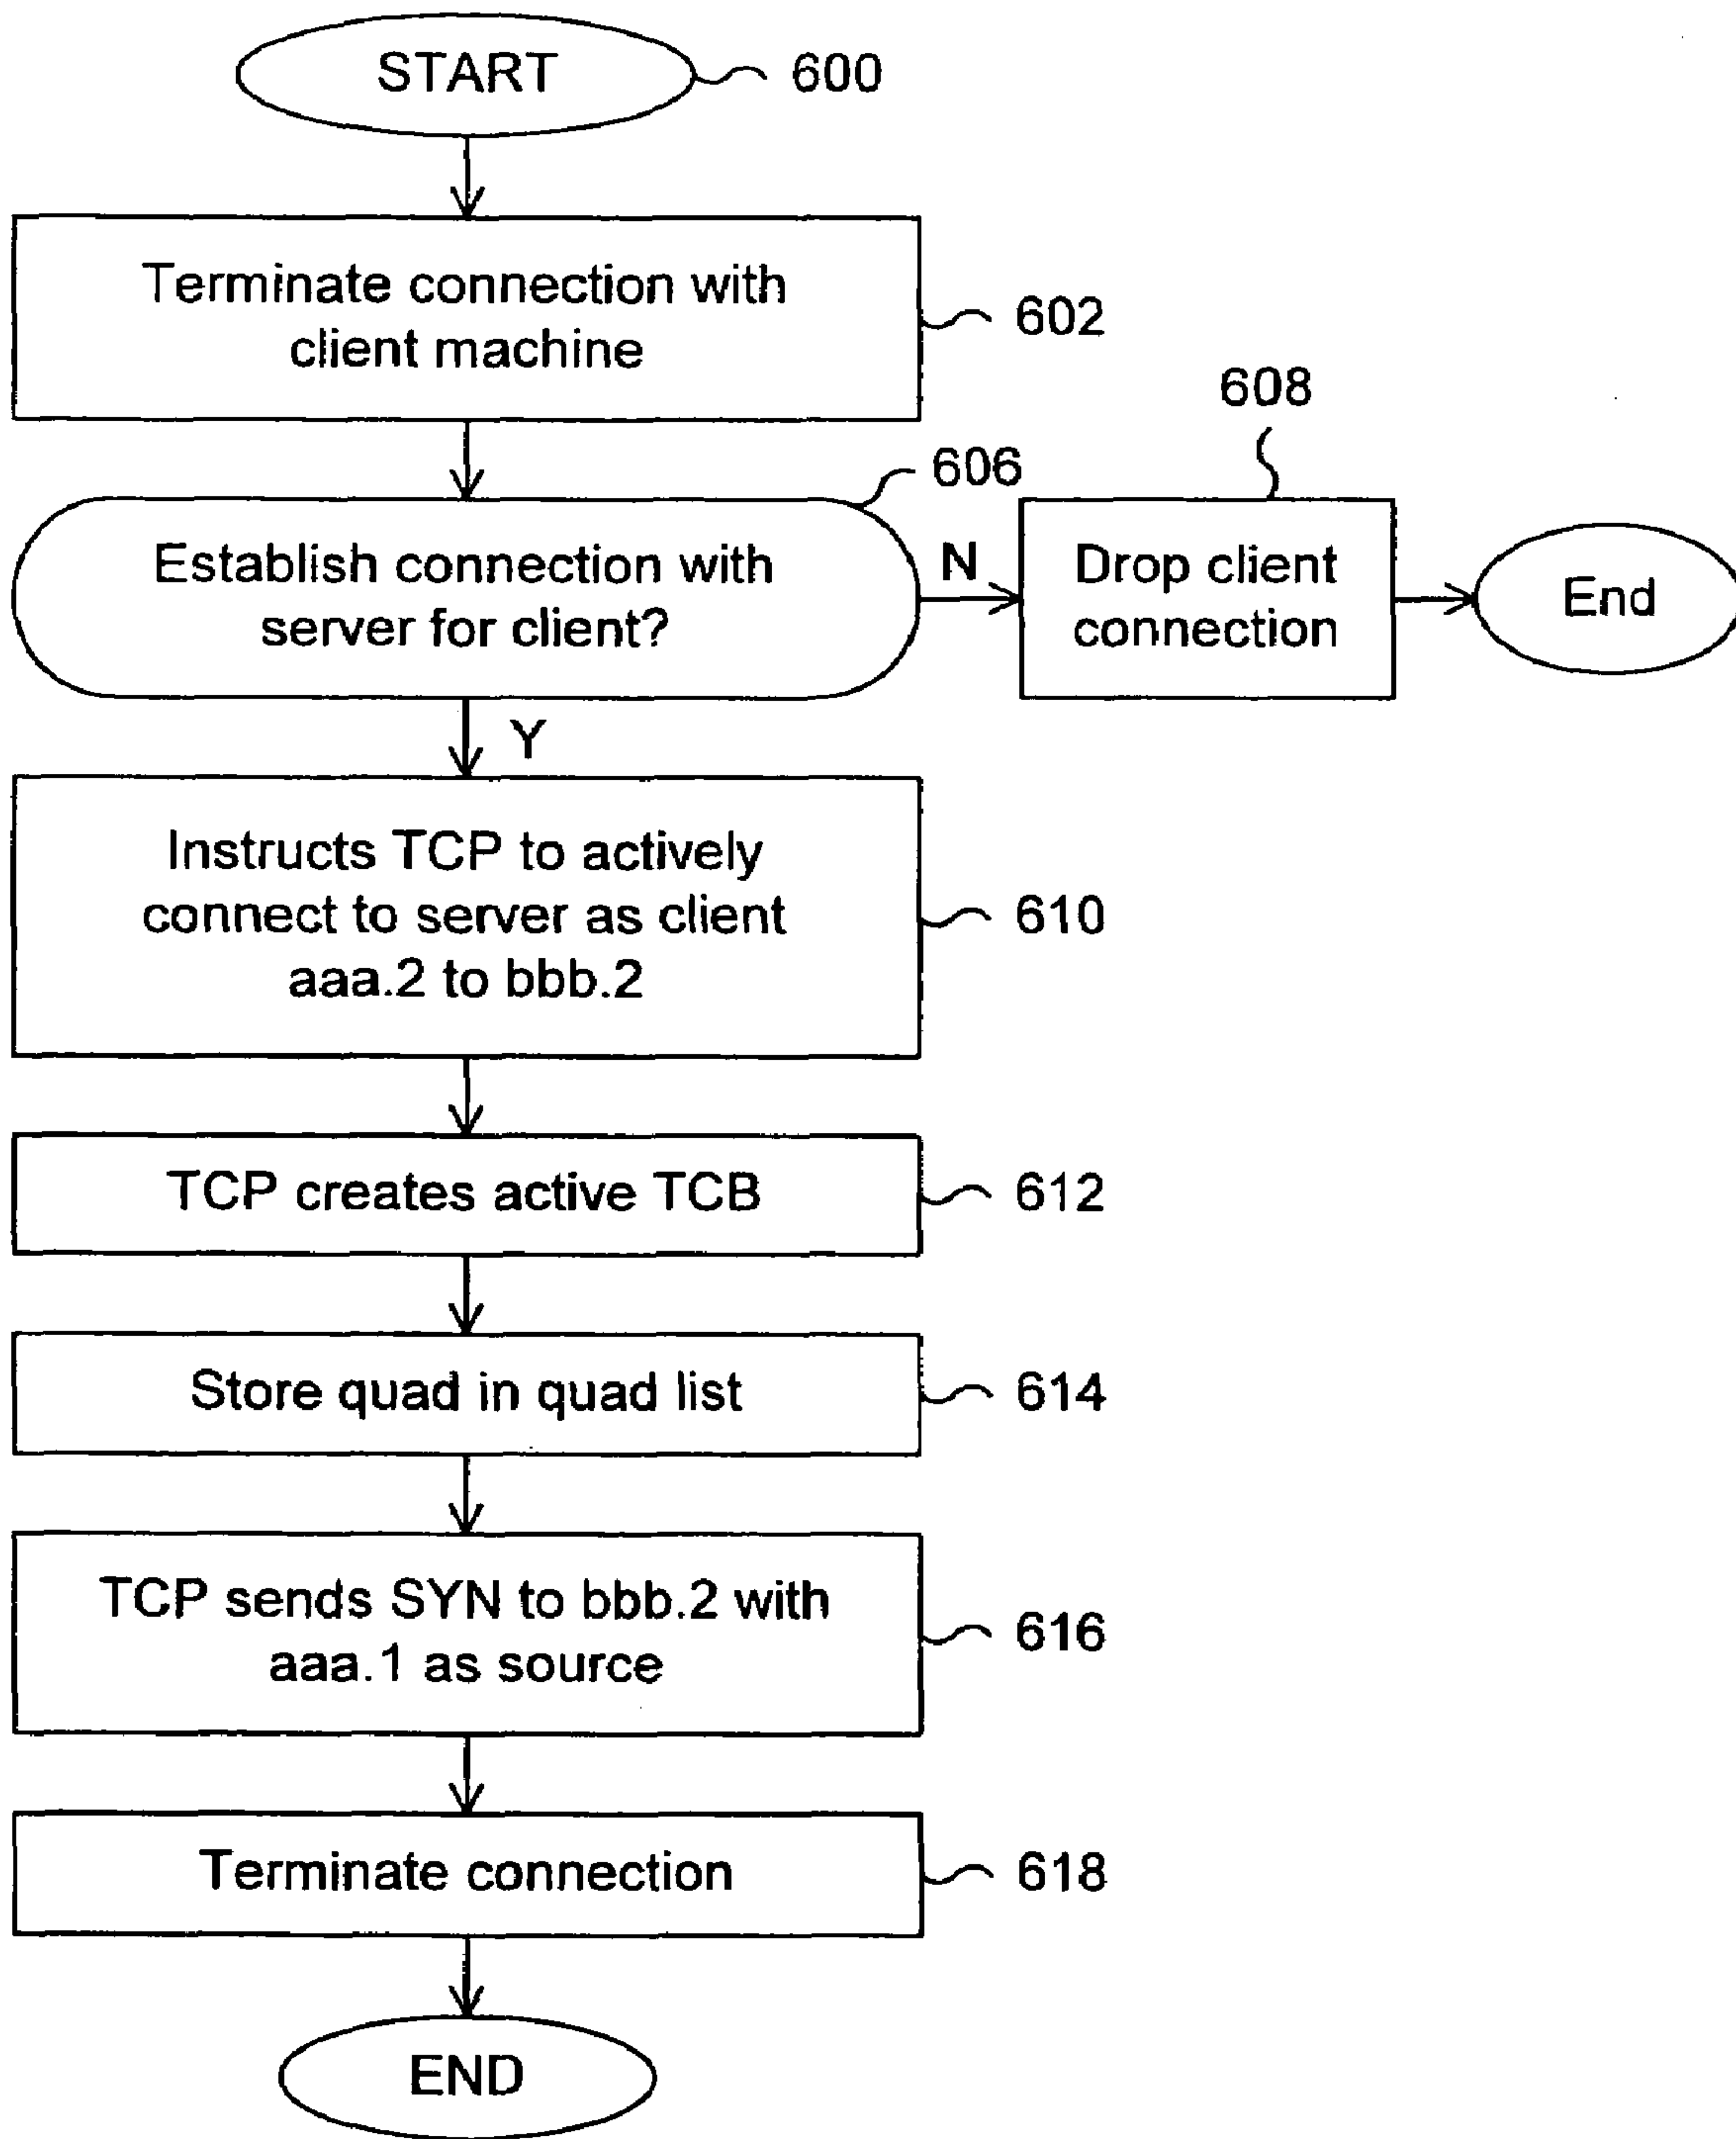 START
600
Terminate connection with
client machine
602
608
606
Establish connection with
server for client?
N
Drop client
connection
End
Y
Instructs TCP to actively
connect to server as client
aaa.2 to bbb.2
610
TCP creates active TCB
612
Store quad in quad list
614
TCP sends SYN to bbb.2 with
aaa.1 as source
616
Terminate connection
618
END